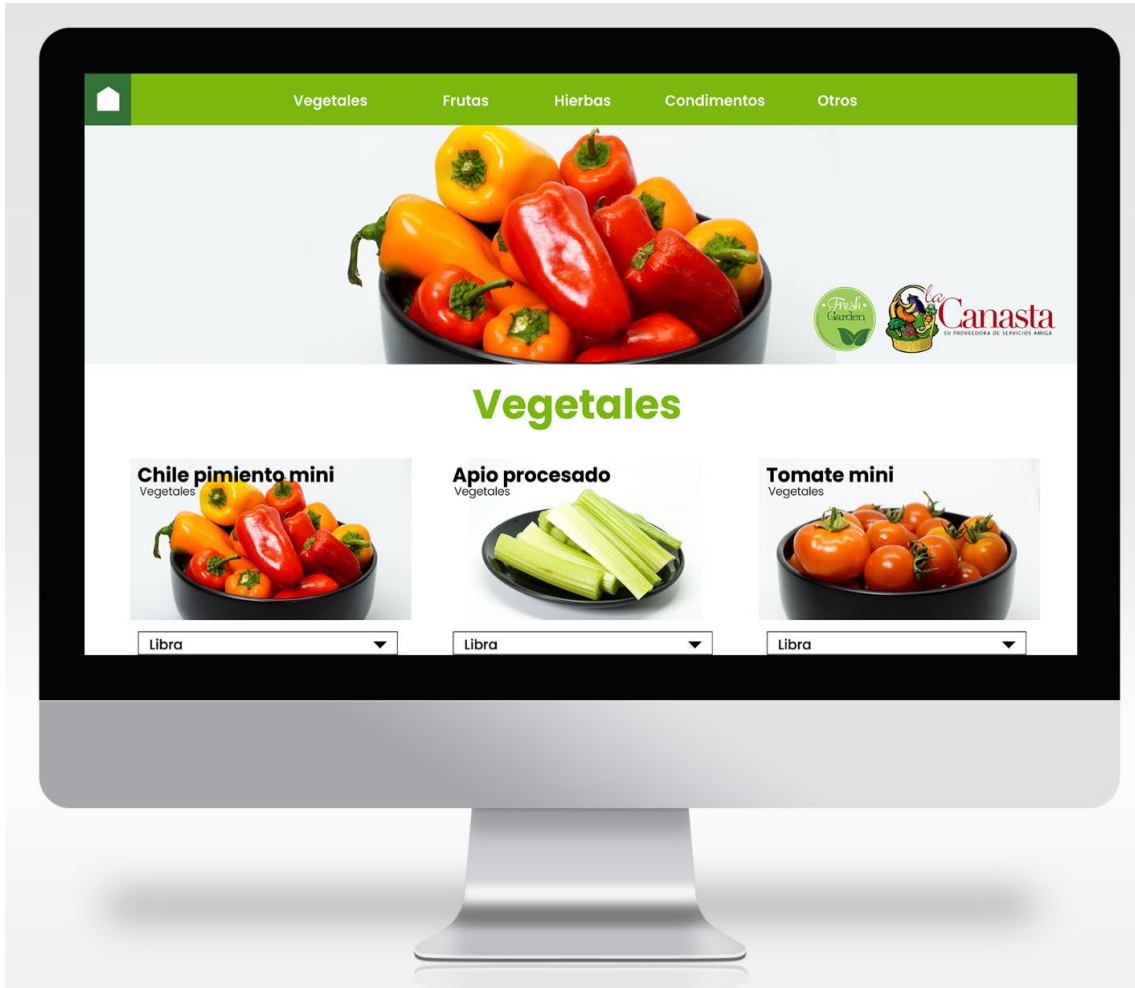 Vegetales Frutas Hierbas Condimentos Otros
Fresh
Garden
la
Canasta
SU PROVEEDORA DE SERVICIOS AMIGA
Vegetales
Chile pimiento mini
Vegetales
Apio procesado
Vegetales
Tomate mini
Vegetales
Libra
Libra
Libra